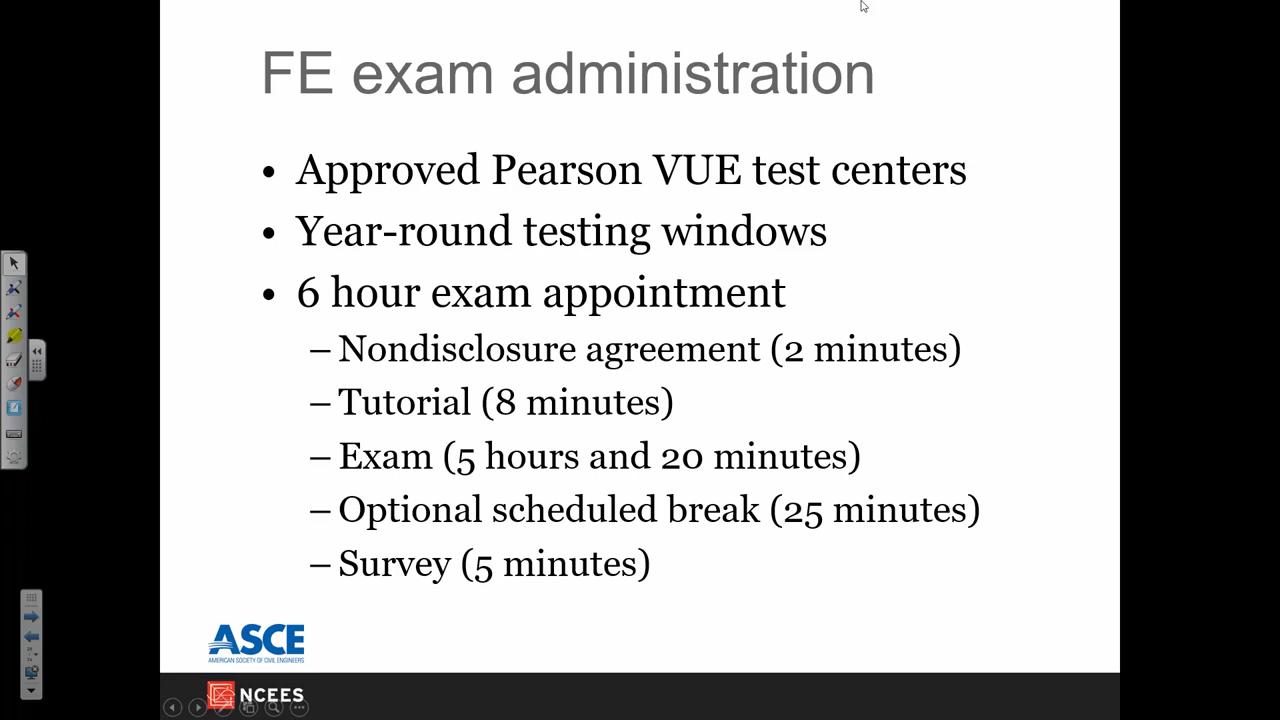 FE exam administration
• Approved Pearson VUE test centers
• Year-round testing windows
• 6 hour exam appointment
– Nondisclosure agreement (2 minutes)
– Tutorial (8 minutes)
– Exam (5 hours and 20 minutes)
– Optional scheduled break (25 minutes)
– Survey (5 minutes)
ASCE
AMERICAN SOCIETY OF CIVIL ENGINEERS
NCEES